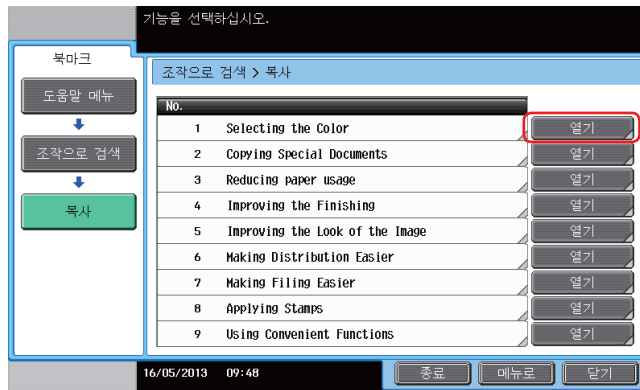 기능을 선택하십시오.
북마크
조작으로 검색 > 복사
도움말 메뉴
조작으로 검색
복사
No.
1 Selecting the Color 열기
2 Copying Special Documents 열기
3 Reducing paper usage 열기
4 Improving the Finishing 열기
5 Improving the Look of the Image 열기
6 Making Distribution Easier 열기
7 Making Filing Easier 열기
8 Applying Stamps 열기
9 Using Convenient Functions 열기
16/05/2013 09:48 종료 메뉴로 닫기